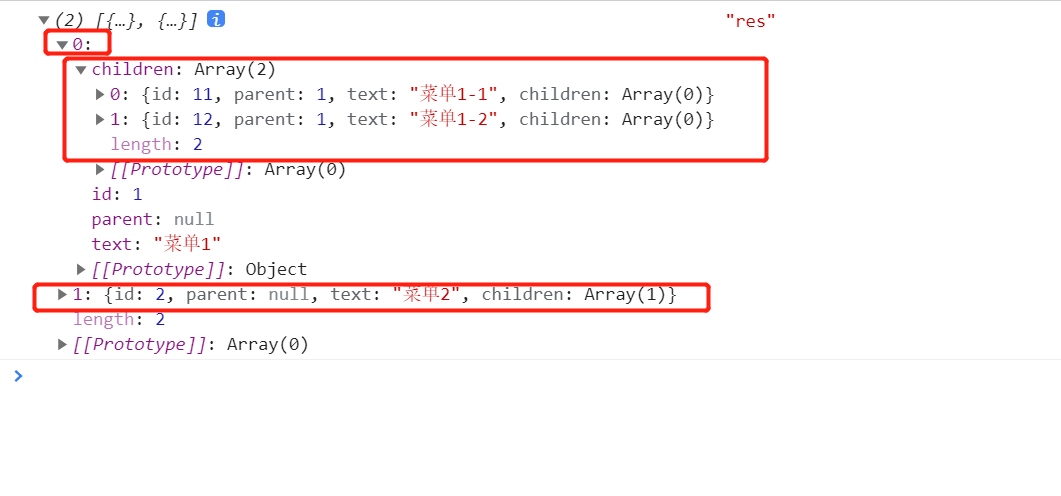 (2) [{…}, {…}] i "res"
0:
children: Array(2)
0: {id: 11, parent: 1, text: "菜单1-1", children: Array(0)}
1: {id: 12, parent: 1, text: "菜单1-2", children: Array(0)}
length: 2
[[Prototype]]: Array(0)
id: 1
parent: null
text: "菜单1"
[[Prototype]]: Object
1: {id: 2, parent: null, text: "菜单2", children: Array(1)}
length: 2
[[Prototype]]: Array(0)